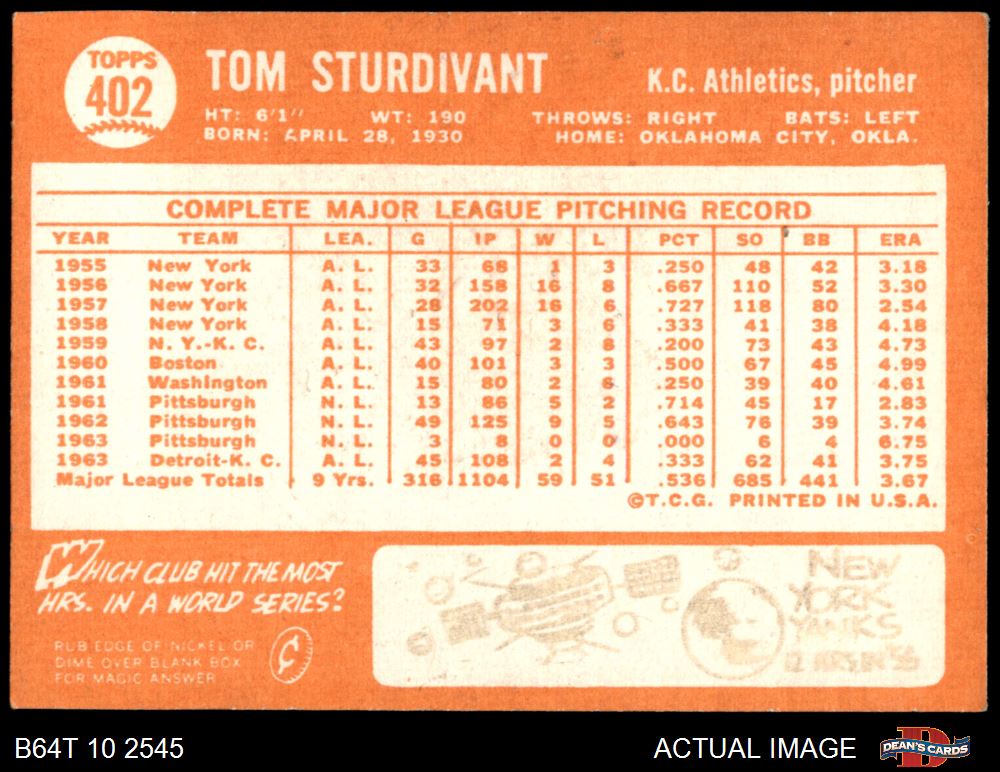 TOPPS
402
TOM STURDIVANT
K.C. Athletics, pitcher
HT: 6'1" WT: 190 THROWS: RIGHT BATS: LEFT
BORN: APRIL 28, 1930 HOME: OKLAHOMA CITY, OKLA.
COMPLETE MAJOR LEAGUE PITCHING RECORD
YEAR TEAM LEA. G IP W L PCT SO BB ERA
1955 New York A. L. 33 68 1 3 .250 48 42 3.18
1956 New York A. L. 32 158 16 8 .667 110 52 3.30
1957 New York A. L. 28 202 16 6 .727 118 80 2.54
1958 New York A. L. 15 71 3 6 .333 41 38 4.18
1959 N. Y.-K. C. A. L. 43 97 2 8 .200 73 43 4.73
1960 Boston A. L. 40 101 3 3 .500 67 45 4.99
1961 Washington A. L. 15 80 2 6 .250 39 40 4.61
1961 Pittsburgh N. L. 13 86 5 2 .714 45 17 2.83
1962 Pittsburgh N. L. 49 125 9 5 .643 76 39 3.74
1963 Pittsburgh N. L. 3 8 0 0 .000 6 4 6.75
1963 Detroit-K. C. A. L. 45 108 2 4 .333 62 41 3.75
Major League Totals 9 Yrs. 316 1104 59 51 .536 685 441 3.67
©T.C.G. PRINTED IN U.S.A.
WHICH CLUB HIT THE MOST
HRS. IN A WORLD SERIES?
RUB EDGE OF NICKEL OR
DIME OVER BLANK BOX
FOR MAGIC ANSWER
¢
NEW
YORK
YANKS
12 HRS IN '56
B64T 10 2545
ACTUAL IMAGE
D
DEAN'S CARDS